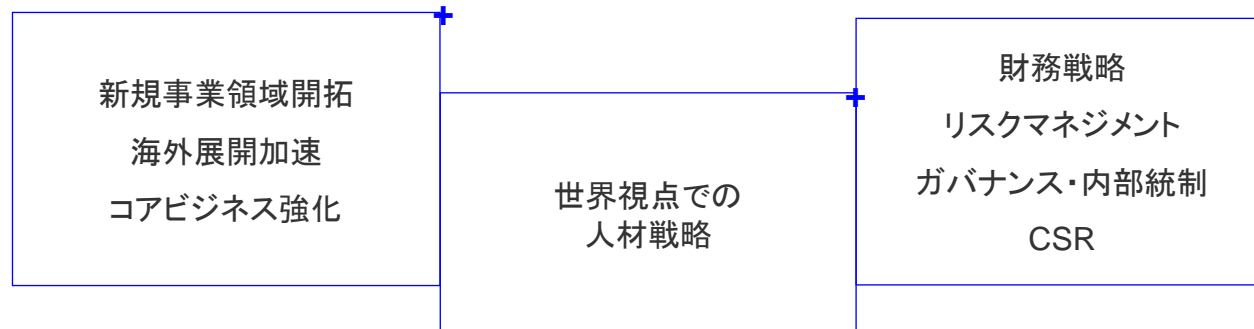 新規事業領域開拓
海外展開加速
コアビジネス強化
世界視点での
人材戦略
財務戦略
リスクマネジメント
ガバナンス・内部統制
CSR